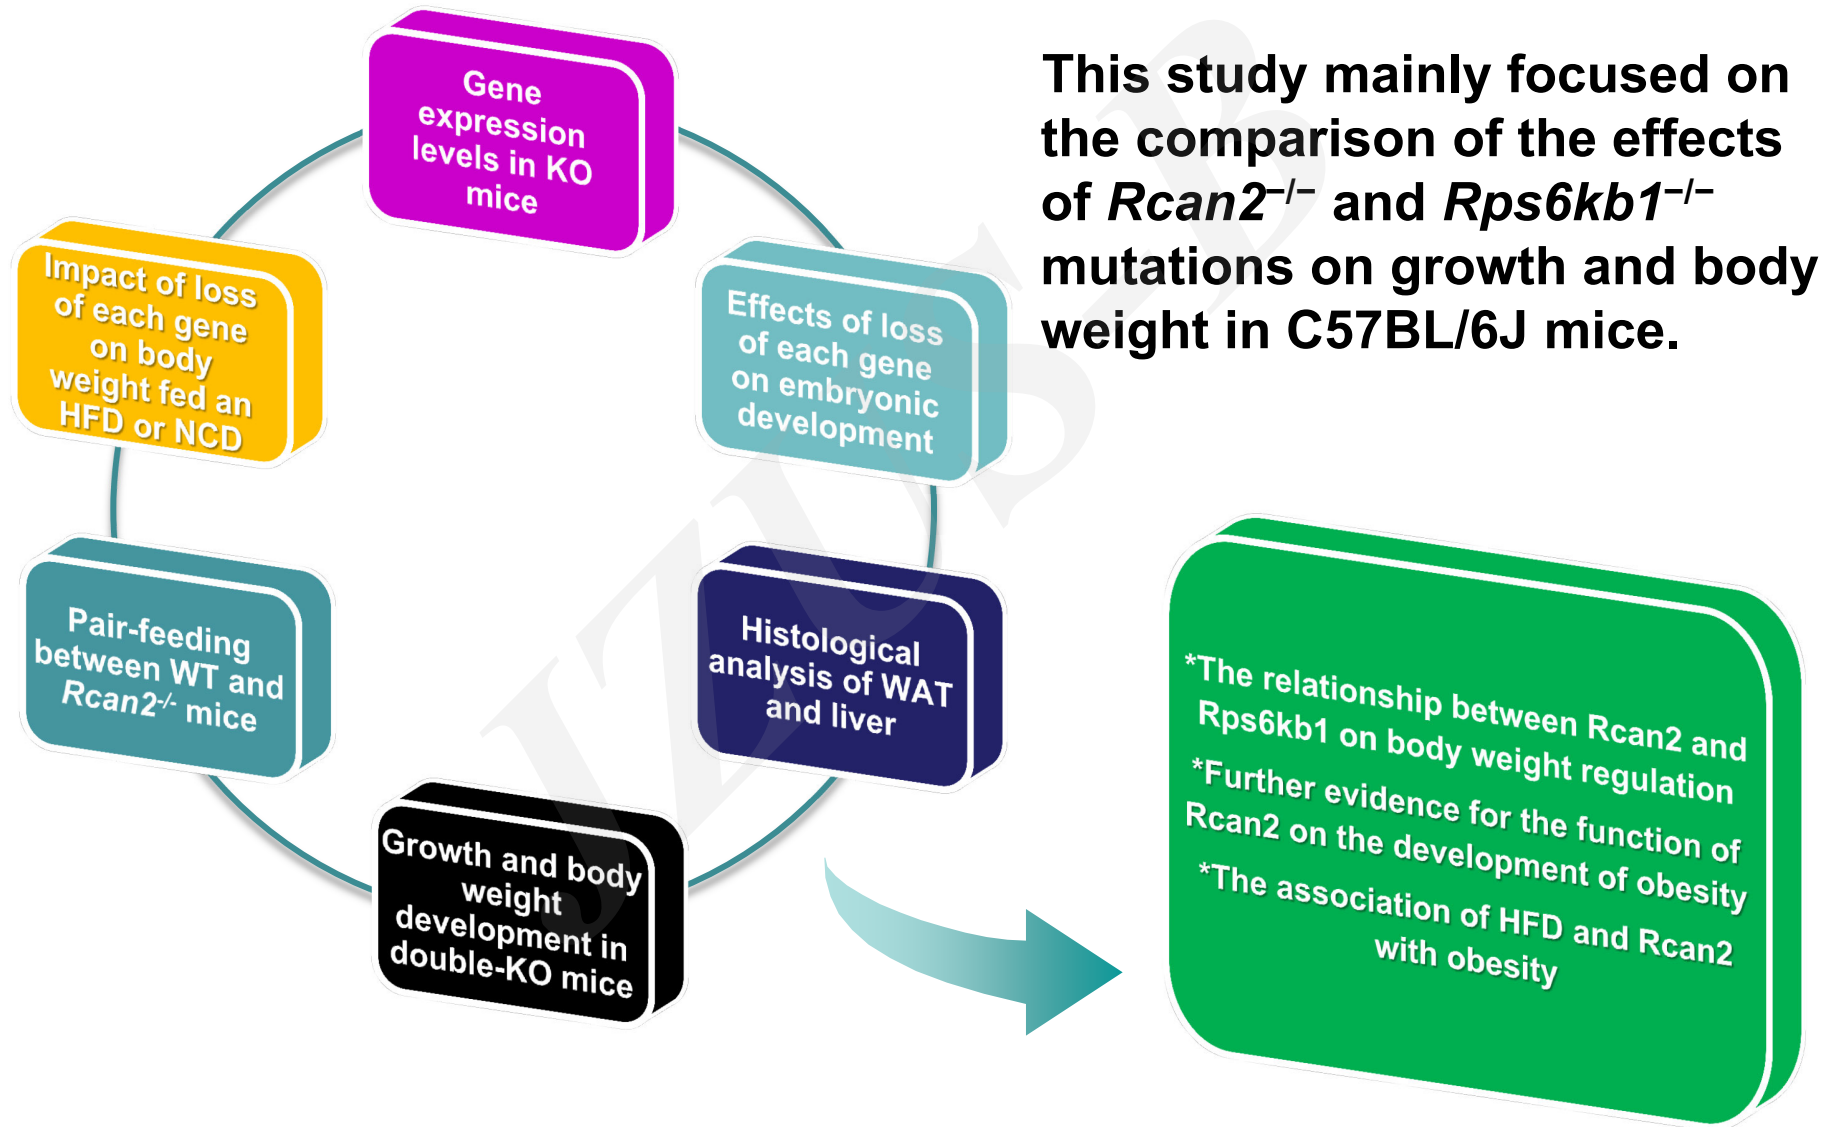 Gene
expression
levels in KO
mice
This study mainly focused on
the comparison of the effects
of Rcan2–/– and Rps6kb1–/–
mutations on growth and body
weight in C57BL/6J mice.
Impact of loss
of each gene
on body
weight fed an
HFD or NCD
Effects of loss
of each gene
on embryonic
development
Pair-feeding
between WT and
Rcan2-/- mice
Histological
analysis of WAT
and liver
Growth and body
weight
development in
double-KO mice
*The relationship between Rcan2 and
Rps6kb1 on body weight regulation
*Further evidence for the function of
Rcan2 on the development of obesity
*The association of HFD and Rcan2
with obesity
JZUS-B